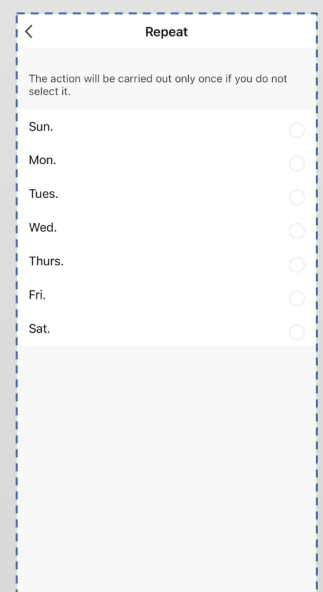 Repeat
The action will be carried out only once if you do not
select it.
Sun.
Mon.
Tues.
Wed.
Thurs.
Fri.
Sat.